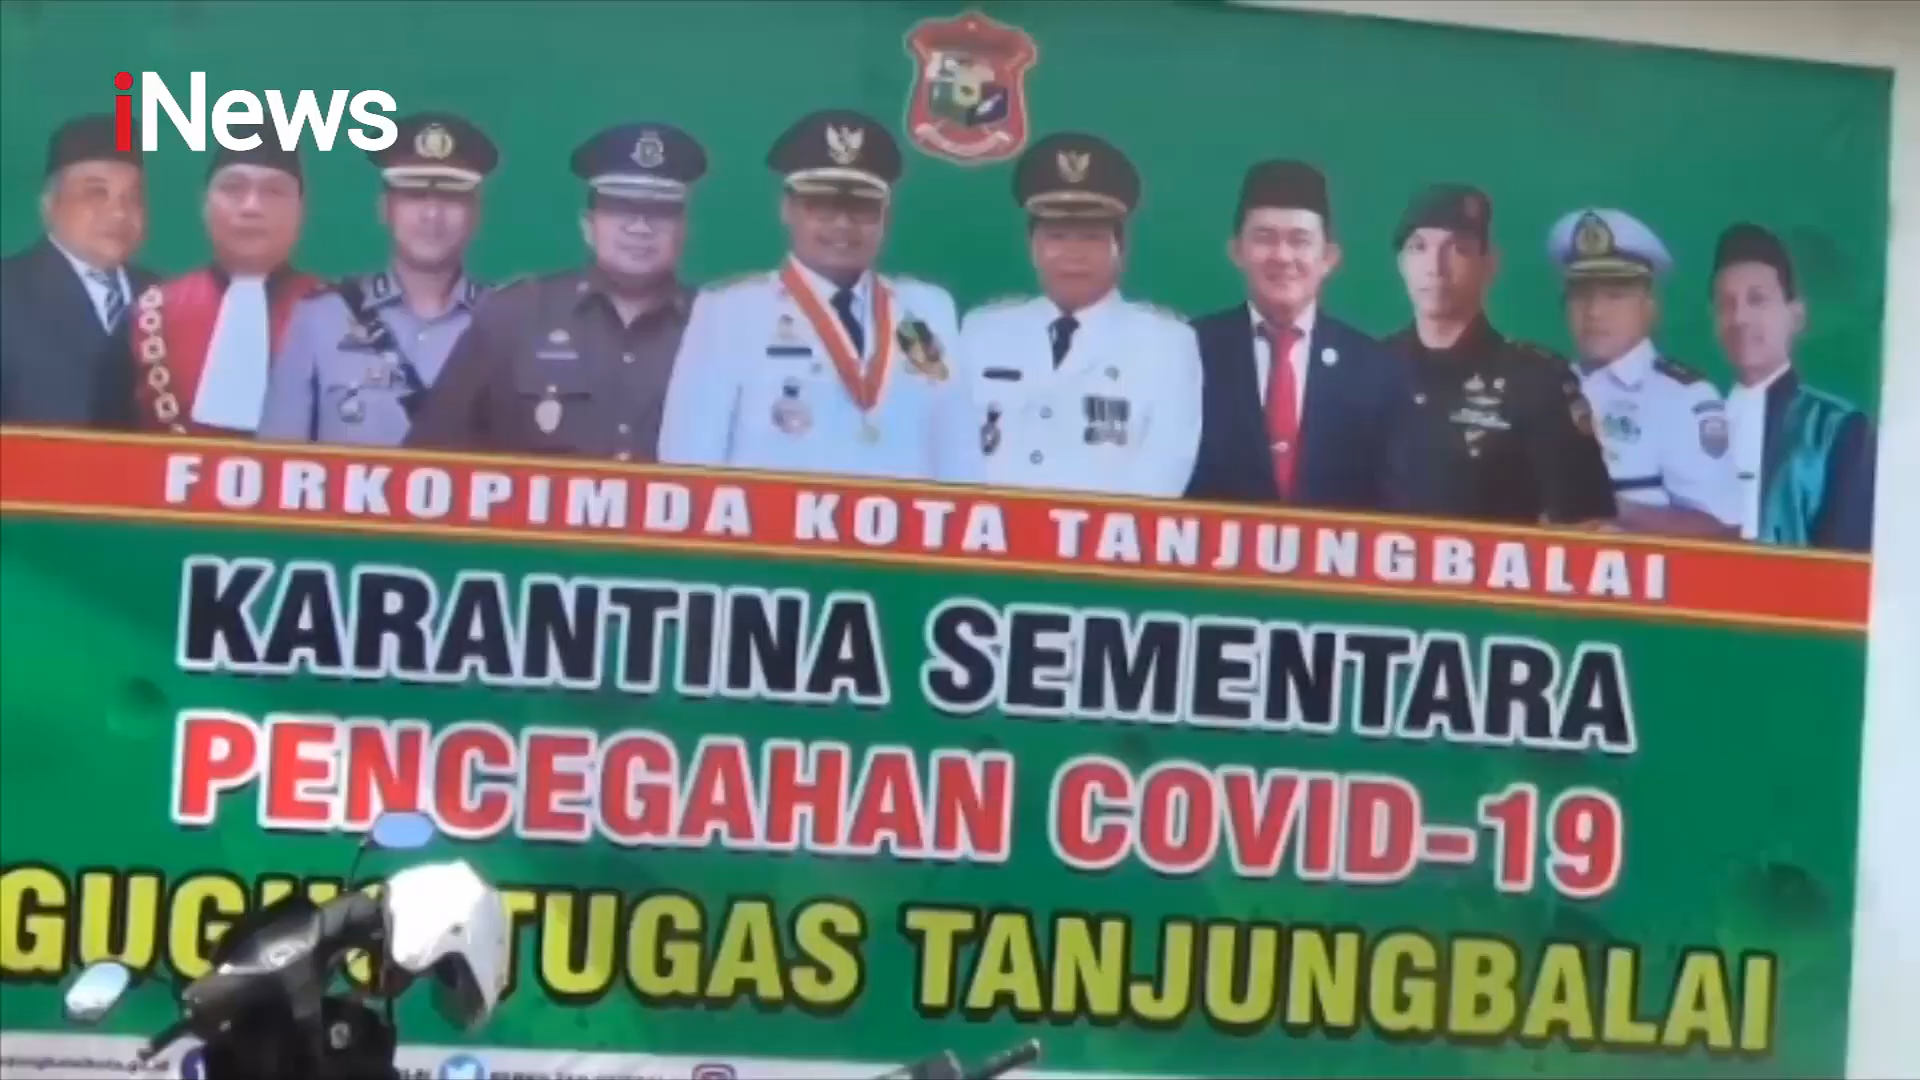 iNews
FORKOPIMDA KOTA TANJUNGBALAI
KARANTINA SEMENTARA
PENCEGAHAN COVID-19
TUGAS TANJUNGBALAI